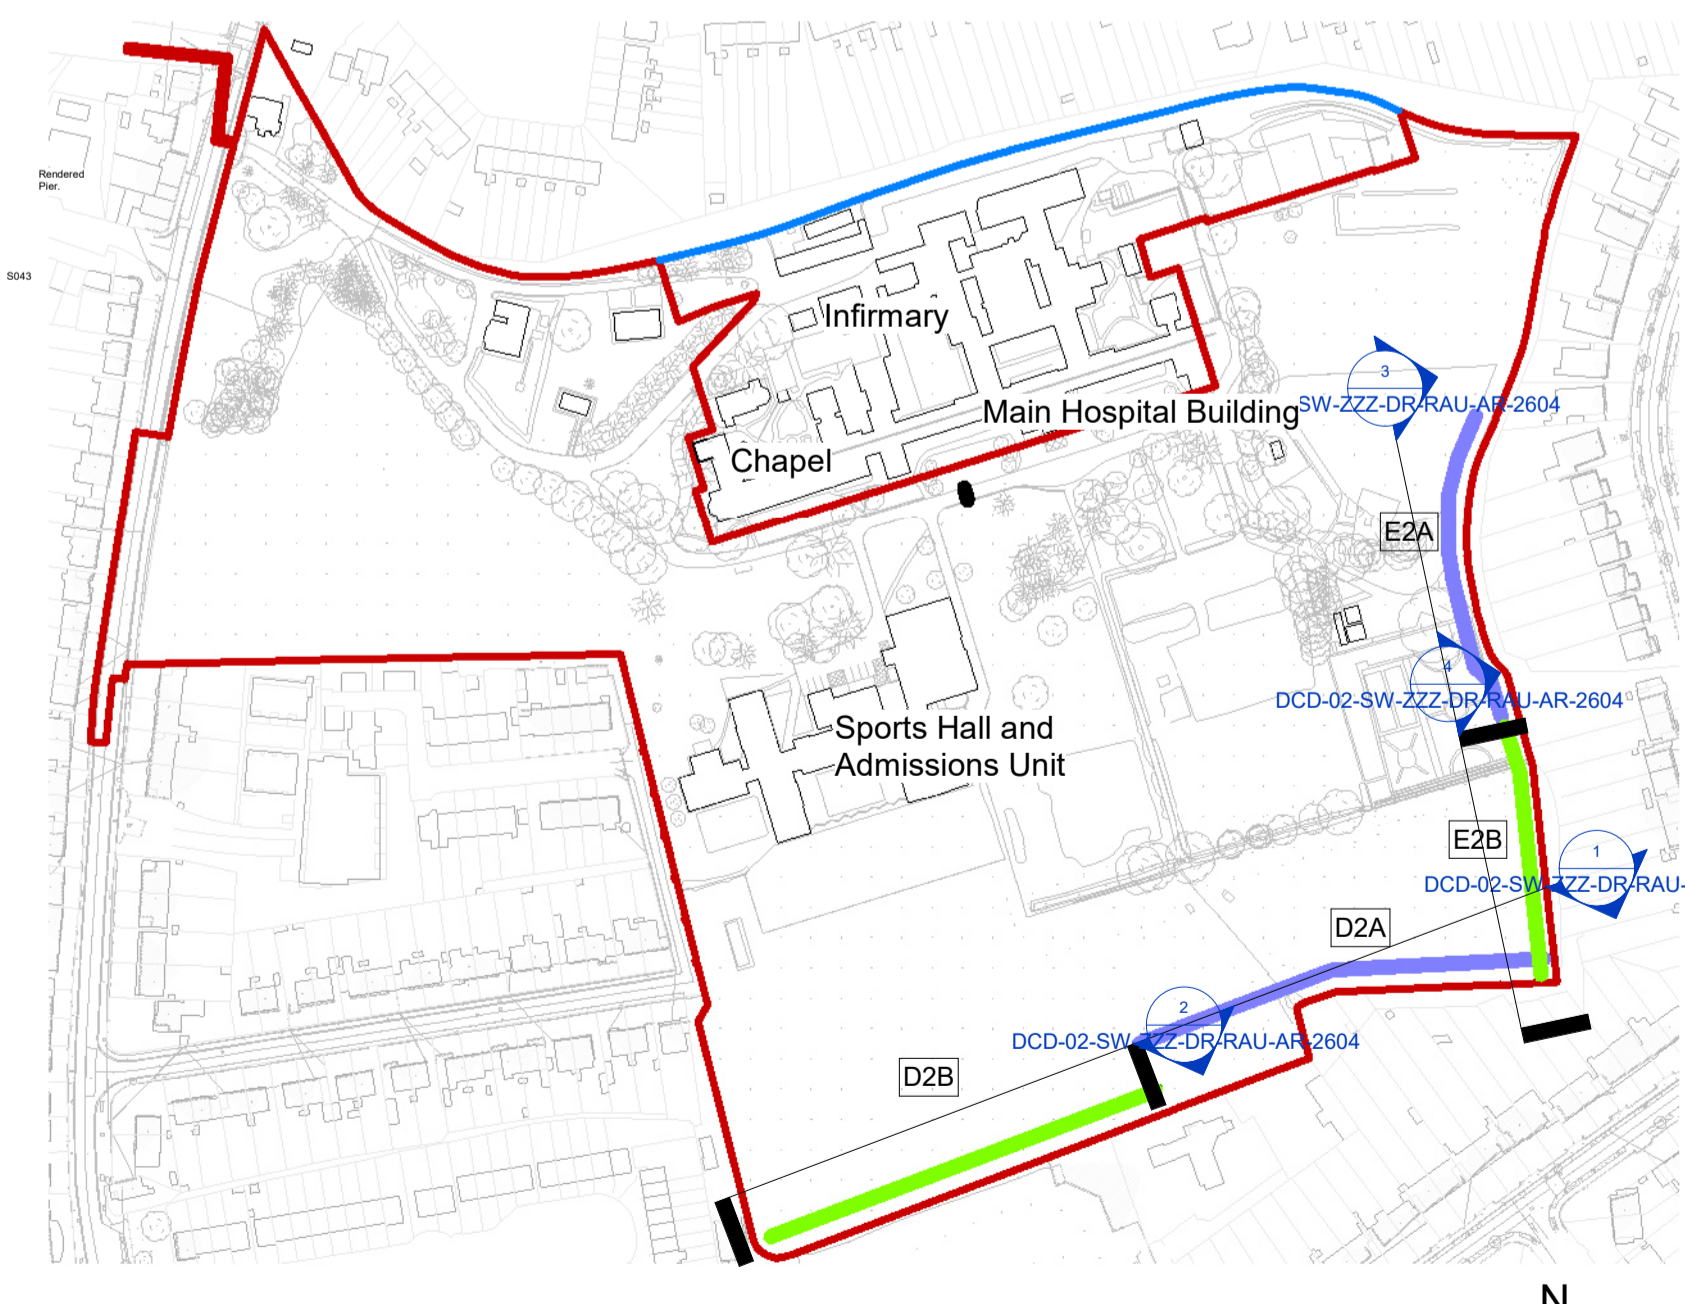 Rendered
Pier.
S043
Infirmary
Main Hospital Building
Chapel
3
SW-ZZZ-DR-RAU-AR-2604
E2A
4
DCD-02-SW-ZZZ-DR-RAU-AR-2604
Sports Hall and
Admissions Unit
E2B
1
DCD-02-SW-ZZZ-DR-RAU-
D2A
2
DCD-02-SW-ZZZ-DR-RAU-AR-2604
D2B
N